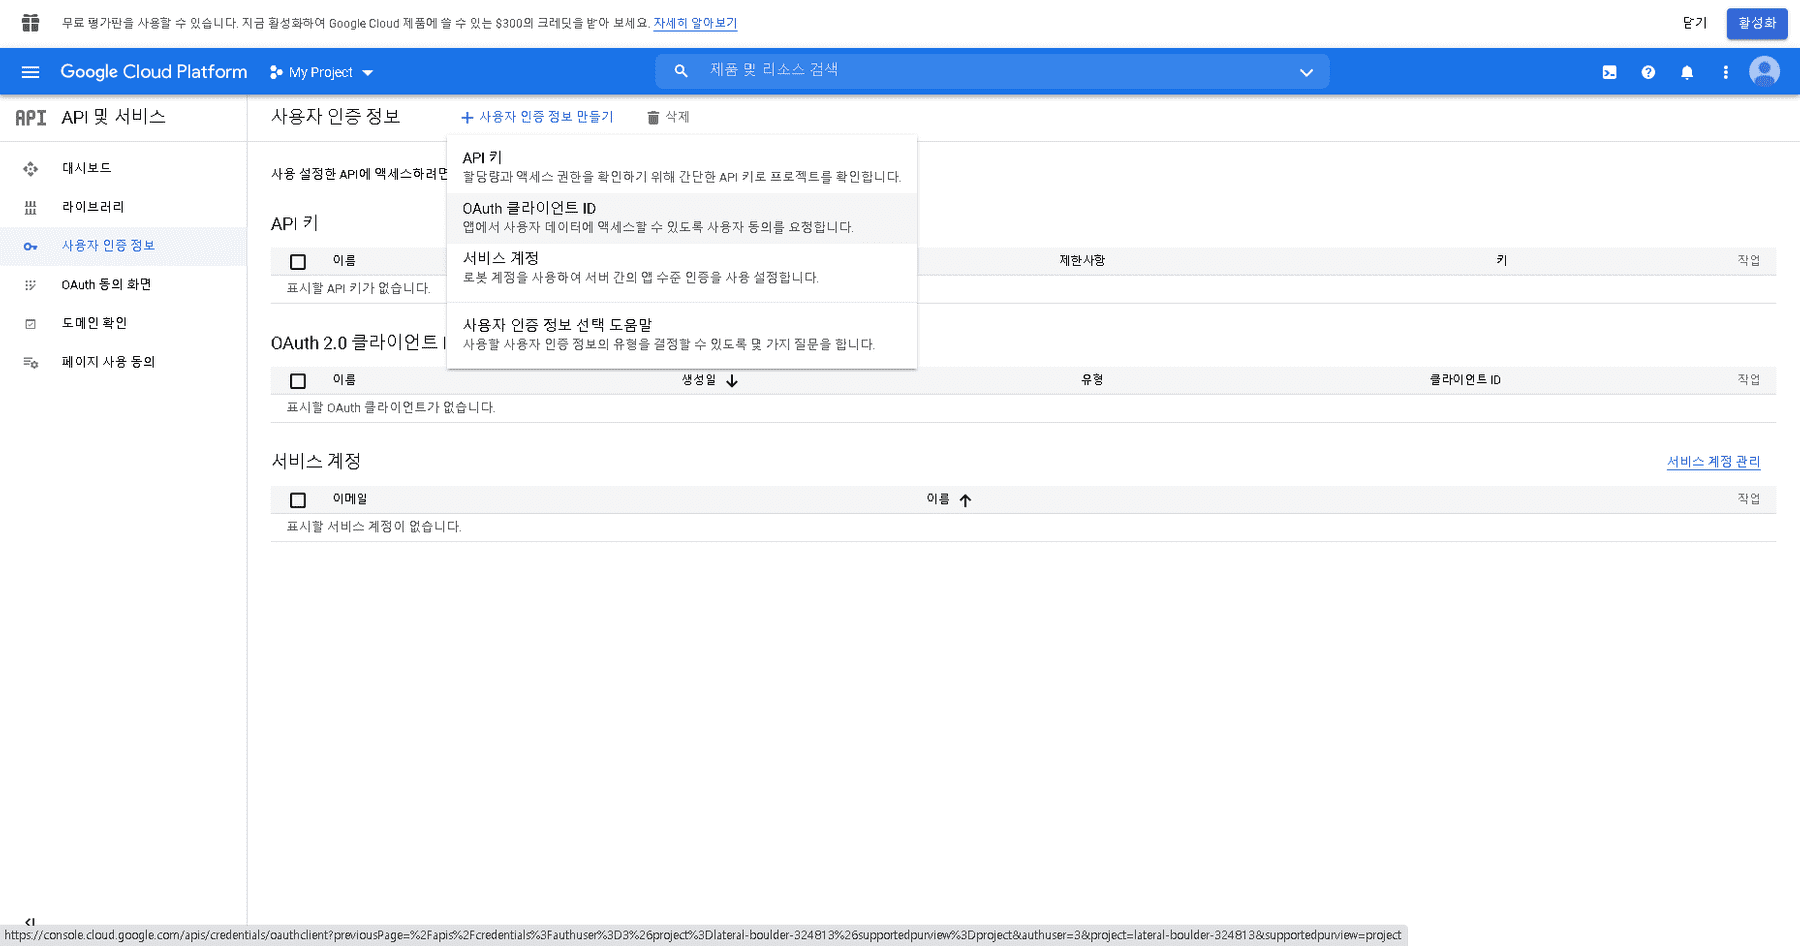 무료 평가판을 사용할 수 있습니다. 지금 활성화하여 Google Cloud 제품에 쓸 수 있는 $300의 크레딧을 받아 보세요. 자세히 알아보기
닫기
활성화
Google Cloud Platform
My Project
제품 및 리소스 검색
API
API 및 서비스
사용자 인증 정보
사용자 인증 정보 만들기
삭제
대시보드
라이브러리
사용자 인증 정보
OAuth 동의 화면
도메인 확인
페이지 사용 동의
사용 설정한 API에 액세스하려면
API 키
할당량과 액세스 권한을 확인하기 위해 간단한 API 키로 프로젝트를 확인합니다.
OAuth 클라이언트 ID
앱에서 사용자 데이터에 액세스할 수 있도록 사용자 동의를 요청합니다.
서비스 계정
로봇 계정을 사용하여 서버 간의 앱 수준 인증을 사용 설정합니다.
사용자 인증 정보 선택 도움말
사용할 사용자 인증 정보의 유형을 결정할 수 있도록 몇 가지 질문을 합니다.
API 키
이름
제한사항
키
작업
표시할 API 키가 없습니다.
OAuth 2.0 클라이언트 I
이름
생성일
유형
클라이언트 ID
작업
표시할 OAuth 클라이언트가 없습니다.
서비스 계정
서비스 계정 관리
이메일
이름
작업
표시할 서비스 계정이 없습니다.
https://console.cloud.google.com/apis/credentials/oauthclient?previousPage=%2Fapis%2Fcredentials%3Fauthuser%3D3%26project%3Dlateral-boulder-324813%26supportedpurview%3Dproject&authuser=3&project=lateral-boulder-324813&supportedpurview=project